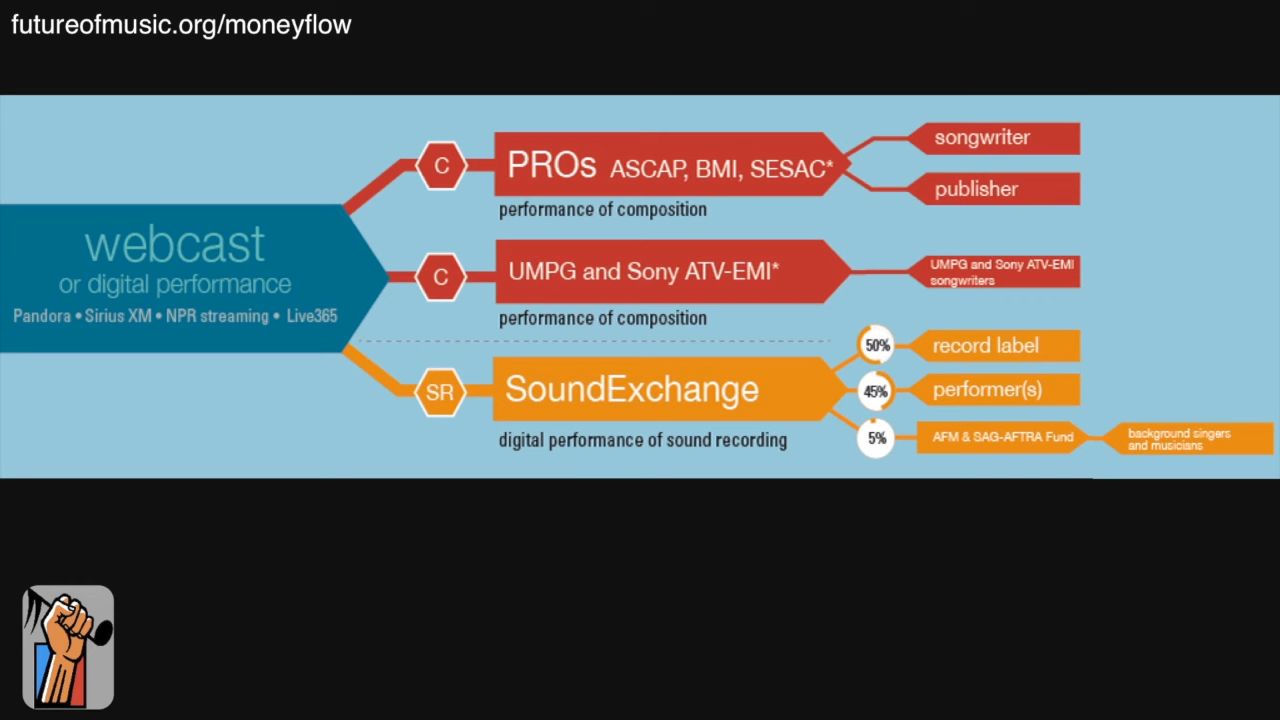 futureofmusic.org/moneyflow
webcast
or digital performance
Pandora • Sirius XM • NPR streaming • Live365
C
PROs ASCAP, BMI, SESAC*
performance of composition
songwriter
publisher
C
UMPG and Sony ATV-EMI*
performance of composition
UMPG and Sony ATV-EMI
songwriters
SR
SoundExchange
digital performance of sound recording
50%
record label
45%
performer(s)
5%
AFM & SAG-AFTRA Fund
background singers
and musicians